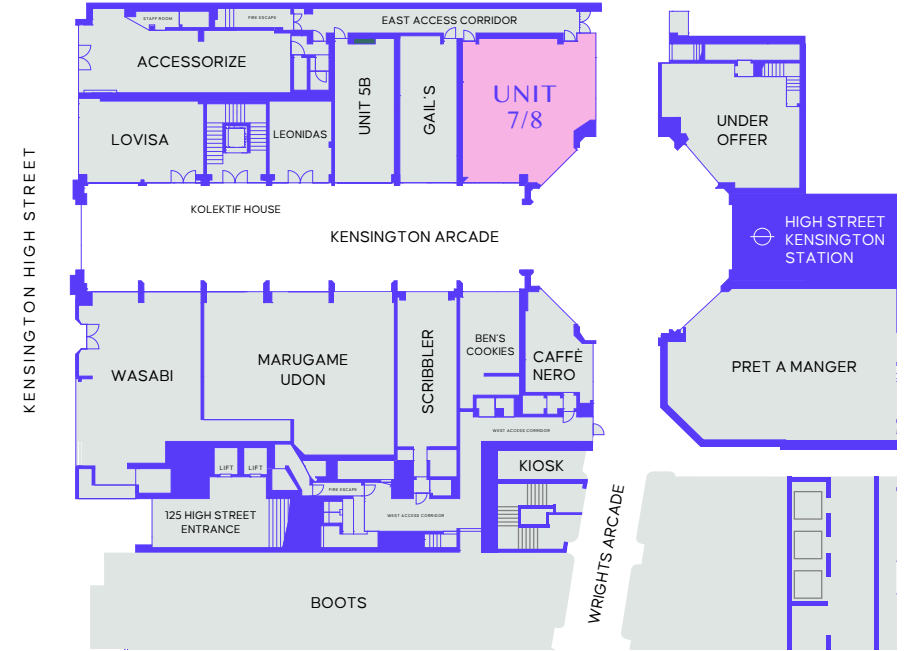 STAFF ROOM
FIRE ESCAPE
EAST ACCESS CORRIDOR
ACCESSORIZE
UNIT 5B
GAIL'S
UNIT
7/8
UNDER
OFFER
LOVISA
LEONIDAS
KENSINGTON HIGH STREET
KOLEKTIF HOUSE
KENSINGTON ARCADE
HIGH STREET
KENSINGTON
STATION
WASABI
MARUGAME
UDON
SCRIBBLER
BEN'S
COOKIES
CAFFÈ
NERO
PRET A MANGER
WEST ACCESS CORRIDOR
LIFT
LIFT
KIOSK
FIRE ESCAPE
125 HIGH STREET
ENTRANCE
WEST ACCESS CORRIDOR
WRIGHTS ARCADE
BOOTS